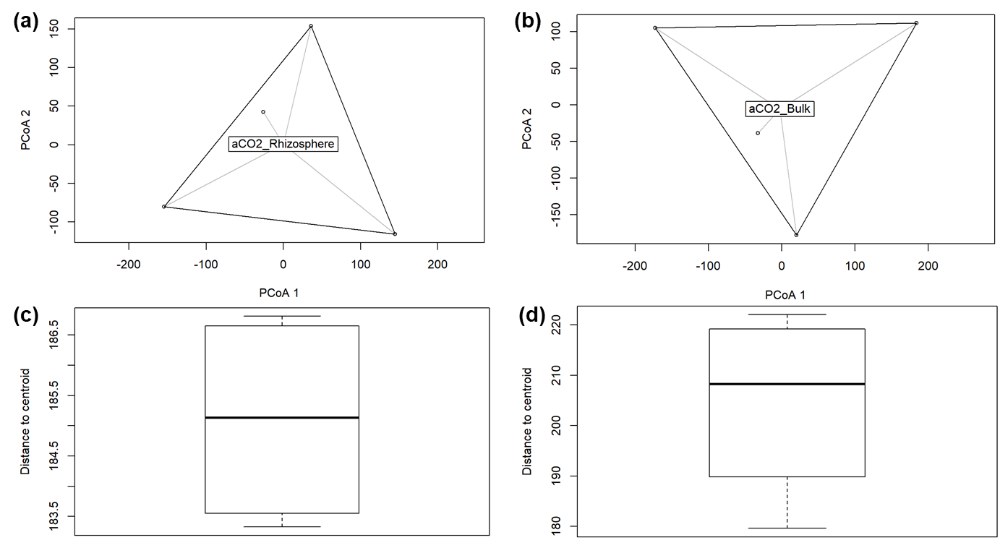 (a)
150
100
50
0
-50
-100
PCoA 2
aCO2_Rhizosphere
-200
-100
0
100
200
PCoA 1
(b)
100
50
0
-50
-100
-150
PCoA 2
aCO2_Bulk
-200
-100
0
100
200
PCoA 1
(c)
186.5
185.5
184.5
183.5
Distance to centroid
(d)
220
210
200
190
180
Distance to centroid